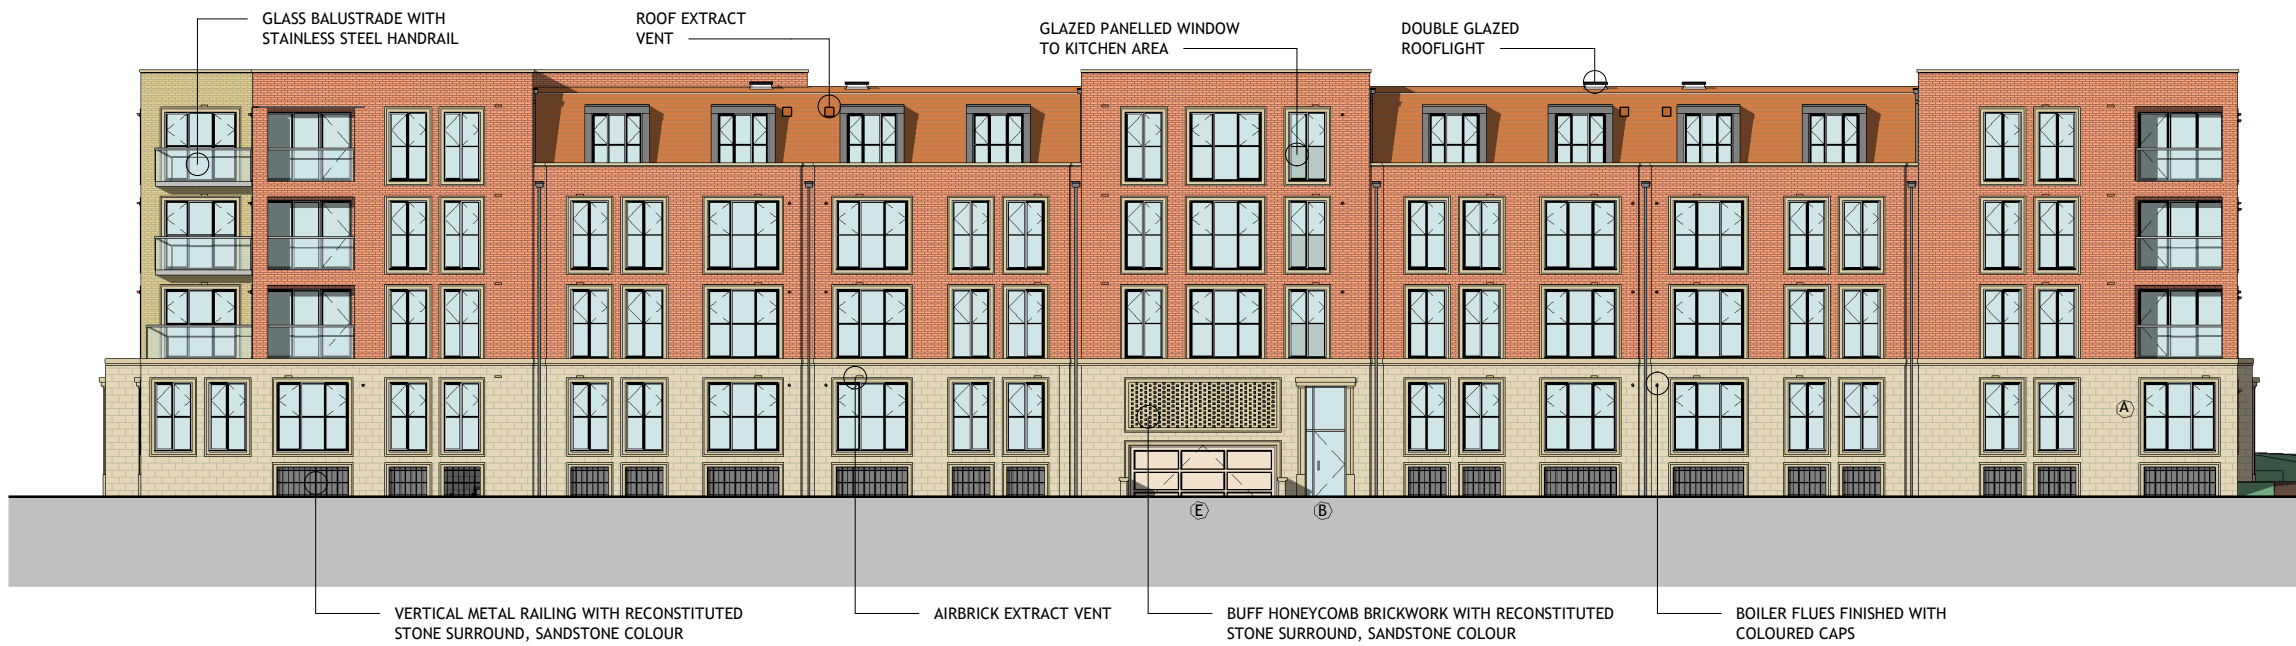 GLASS BALUSTRADE WITH
STAINLESS STEEL HANDRAIL
ROOF EXTRACT
VENT
GLAZED PANELLED WINDOW
TO KITCHEN AREA
DOUBLE GLAZED
ROOFLIGHT
A
E
B
VERTICAL METAL RAILING WITH RECONSTITUTED
STONE SURROUND, SANDSTONE COLOUR
AIRBRICK EXTRACT VENT
BUFF HONEYCOMB BRICKWORK WITH RECONSTITUTED
STONE SURROUND, SANDSTONE COLOUR
BOILER FLUES FINISHED WITH
COLOURED CAPS